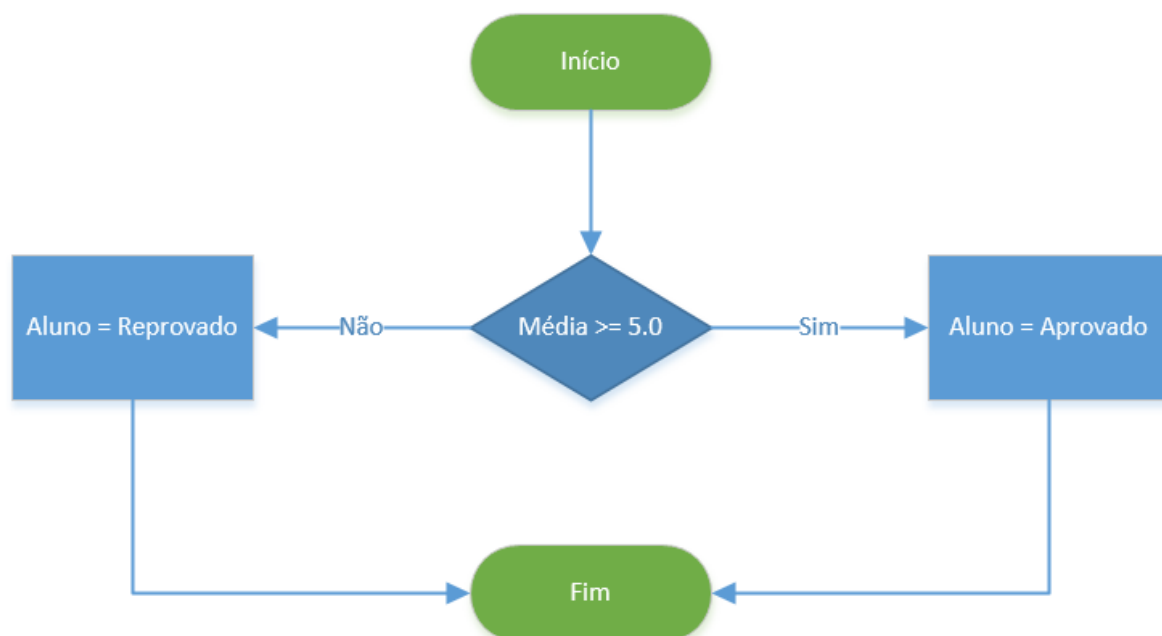 Início
Aluno = Reprovado
Não
Média >= 5.0
Sim
Aluno = Aprovado
Fim